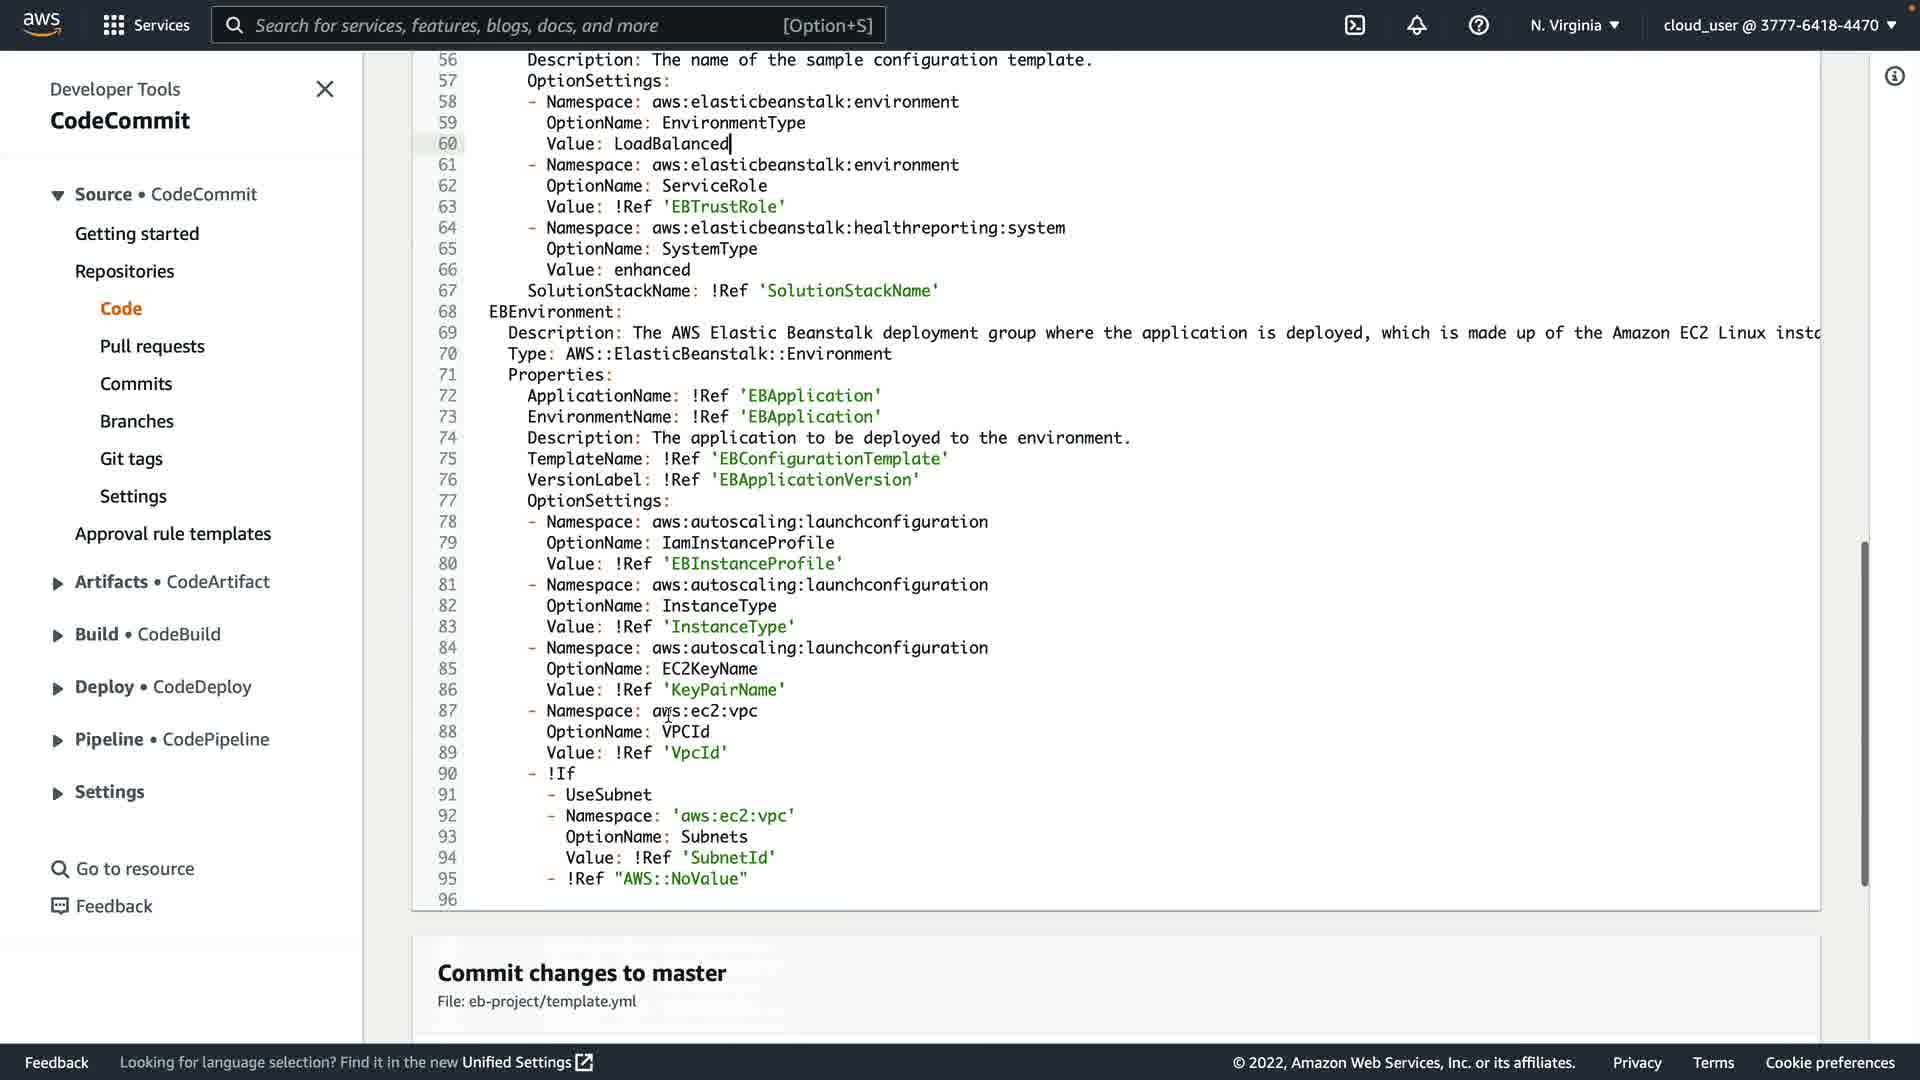 aws
Services
Search for services, features, blogs, docs, and more
[Option+S]
N. Virginia ▼
cloud_user @ 3777-6418-4470 ▼
Developer Tools
CodeCommit
Source • CodeCommit
Getting started
Repositories
Code
Pull requests
Commits
Branches
Git tags
Settings
Approval rule templates
Artifacts • CodeArtifact
Build • CodeBuild
Deploy • CodeDeploy
Pipeline • CodePipeline
Settings
Go to resource
Feedback
56 Description: The name of the sample configuration template.
57 OptionSettings:
58 - Namespace: aws:elasticbeanstalk:environment
59 OptionName: EnvironmentType
60 Value: LoadBalanced
61 - Namespace: aws:elasticbeanstalk:environment
62 OptionName: ServiceRole
63 Value: !Ref 'EBTrustRole'
64 - Namespace: aws:elasticbeanstalk:healthreporting:system
65 OptionName: SystemType
66 Value: enhanced
67 SolutionStackName: !Ref 'SolutionStackName'
68 EBEnvironment:
69 Description: The AWS Elastic Beanstalk deployment group where the application is deployed, which is made up of the Amazon EC2 Linux insta
70 Type: AWS::ElasticBeanstalk::Environment
71 Properties:
72 ApplicationName: !Ref 'EBApplication'
73 EnvironmentName: !Ref 'EBApplication'
74 Description: The application to be deployed to the environment.
75 TemplateName: !Ref 'EBConfigurationTemplate'
76 VersionLabel: !Ref 'EBApplicationVersion'
77 OptionSettings:
78 - Namespace: aws:autoscaling:launchconfiguration
79 OptionName: IamInstanceProfile
80 Value: !Ref 'EBInstanceProfile'
81 - Namespace: aws:autoscaling:launchconfiguration
82 OptionName: InstanceType
83 Value: !Ref 'InstanceType'
84 - Namespace: aws:autoscaling:launchconfiguration
85 OptionName: EC2KeyName
86 Value: !Ref 'KeyPairName'
87 - Namespace: aws:ec2:vpc
88 OptionName: VPCId
89 Value: !Ref 'VpcId'
90 - !If
91 - UseSubnet
92 - Namespace: 'aws:ec2:vpc'
93 OptionName: Subnets
94 Value: !Ref 'SubnetId'
95 - !Ref "AWS::NoValue"
96
Commit changes to master
File: eb-project/template.yml
Feedback
Looking for language selection? Find it in the new Unified Settings
© 2022, Amazon Web Services, Inc. or its affiliates.
Privacy
Terms
Cookie preferences